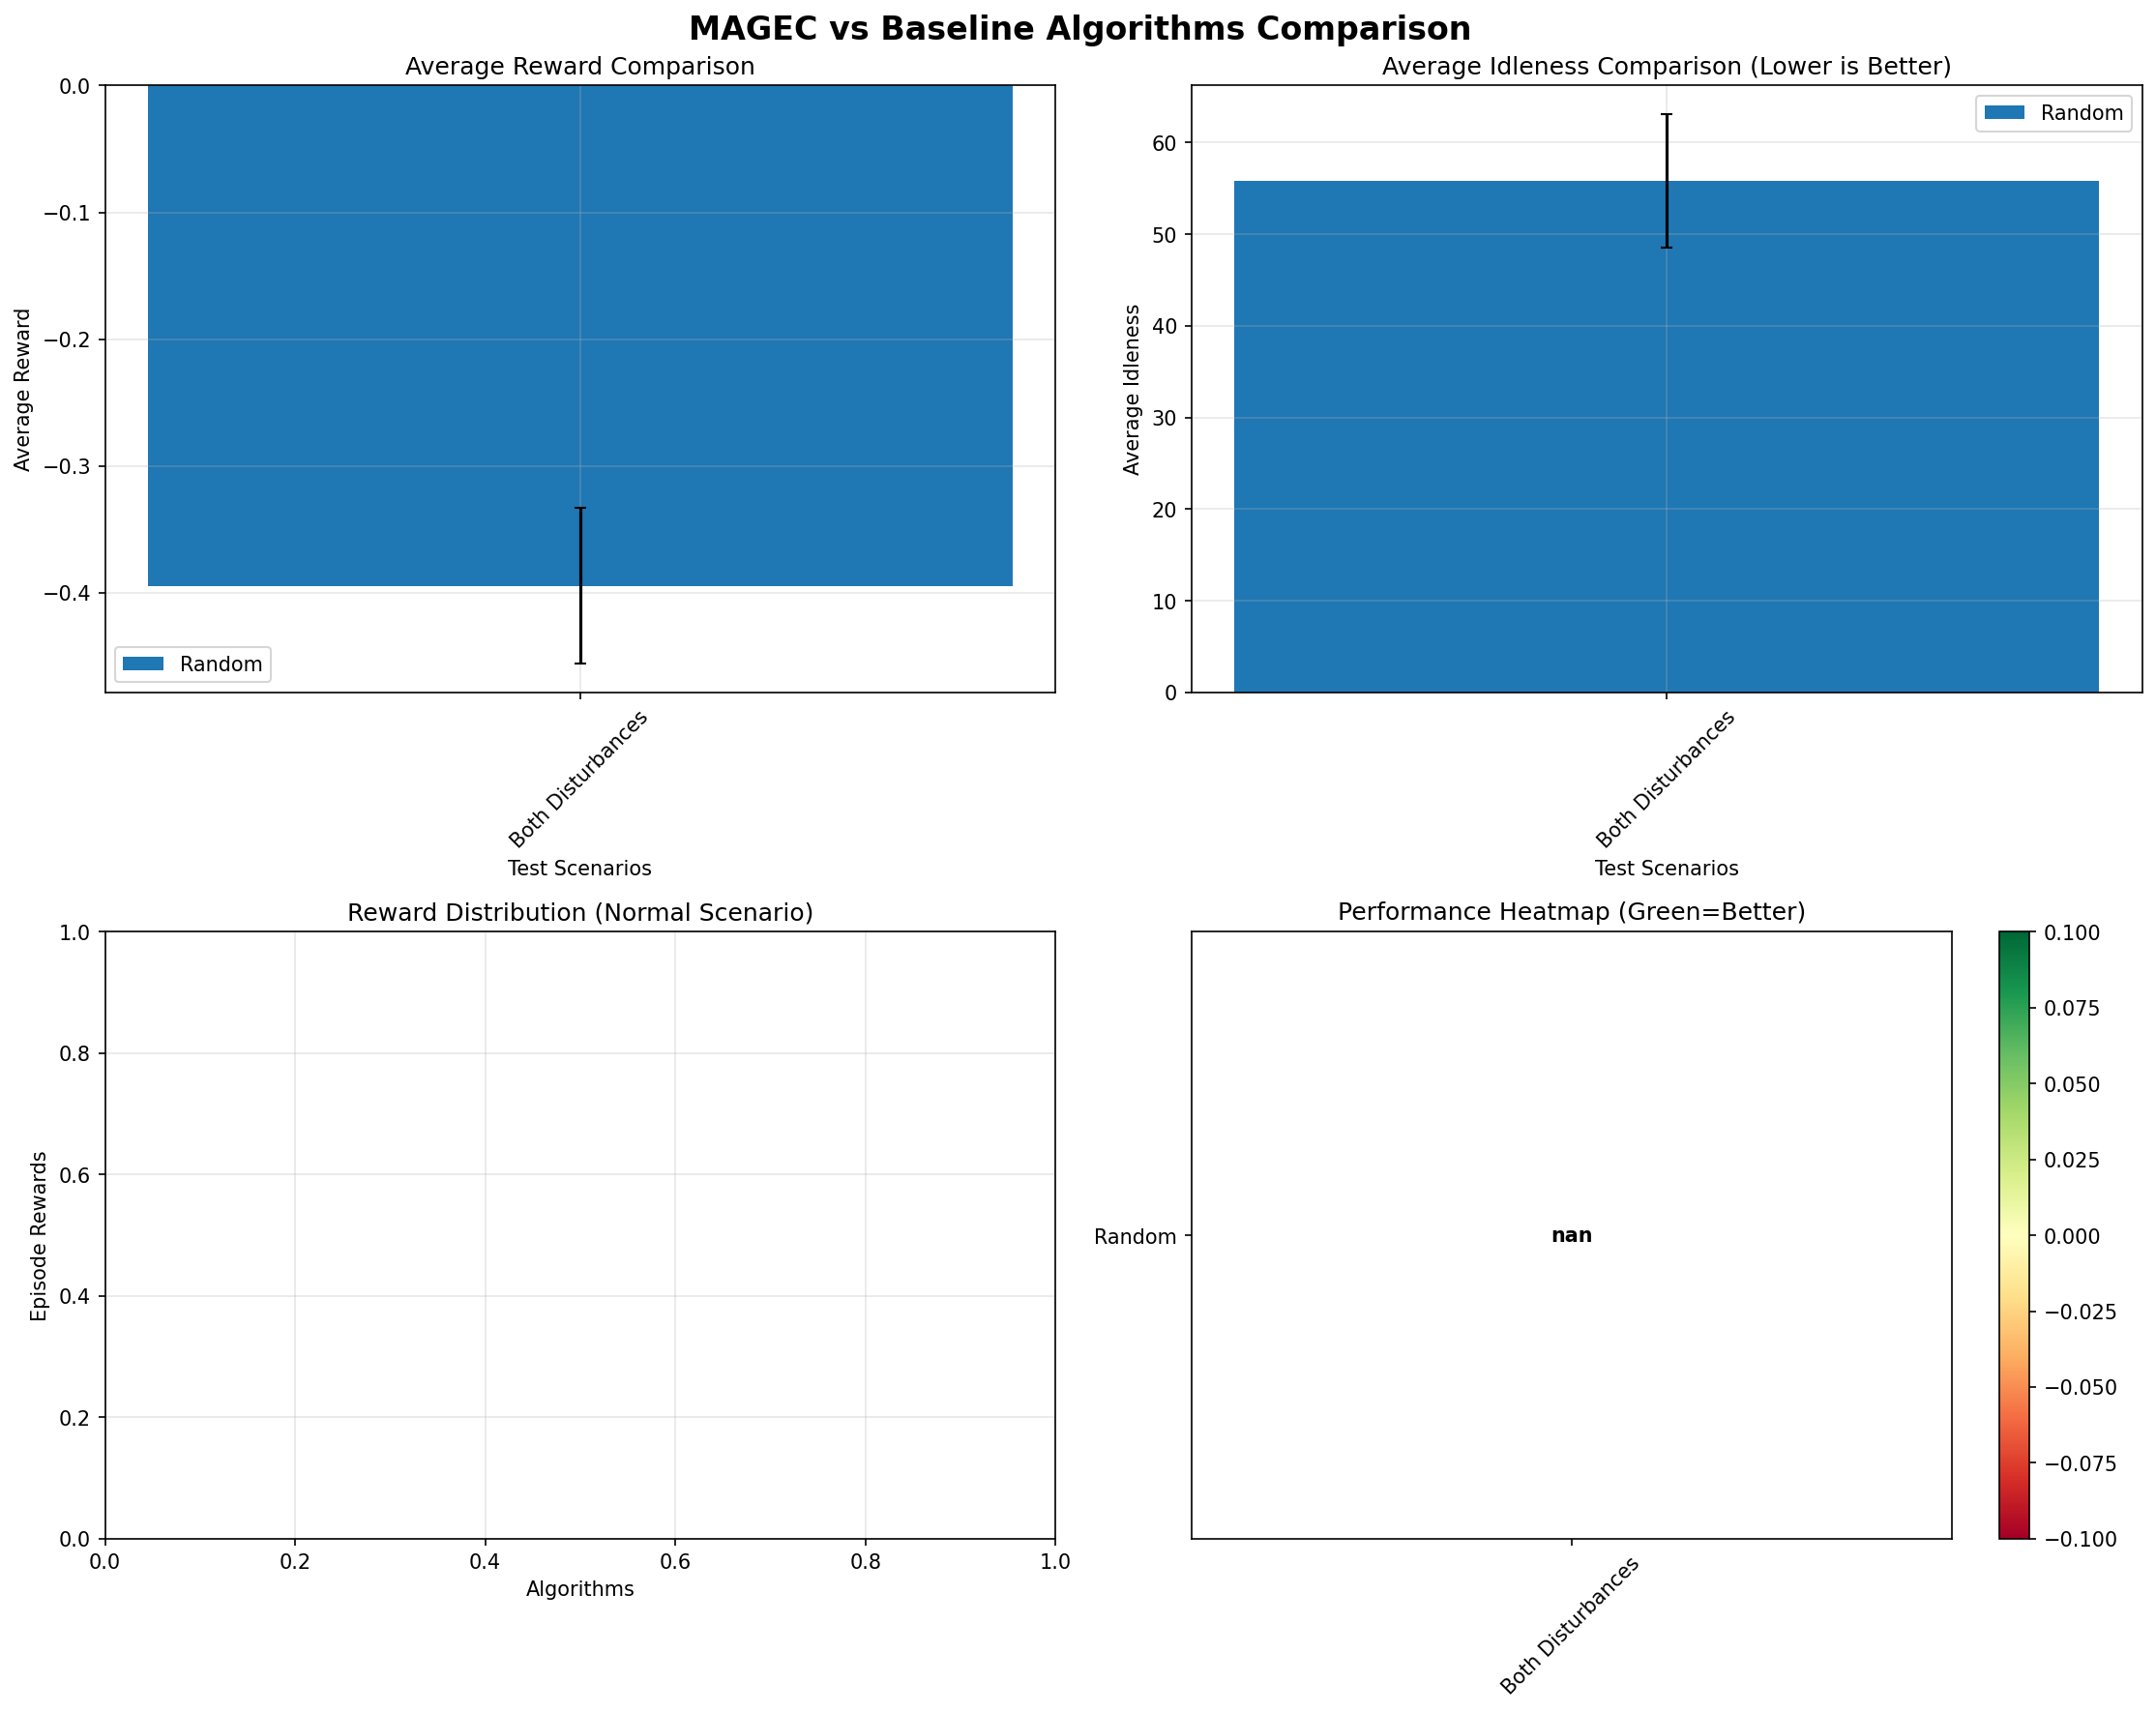 MAGEC vs Baseline Algorithms Comparison
Average Reward Comparison
0.0
−0.1
−0.2
−0.3
−0.4
Average Reward
Random
Both Disturbances
Test Scenarios
Average Idleness Comparison (Lower is Better)
60
50
40
30
20
10
0
Average Idleness
Random
Both Disturbances
Test Scenarios
Reward Distribution (Normal Scenario)
1.0
0.8
0.6
0.4
0.2
0.0
Episode Rewards
0.0 0.2 0.4 0.6 0.8 1.0
Algorithms
Performance Heatmap (Green=Better)
Random
nan
Both Disturbances
0.100
0.075
0.050
0.025
0.000
−0.025
−0.050
−0.075
−0.100